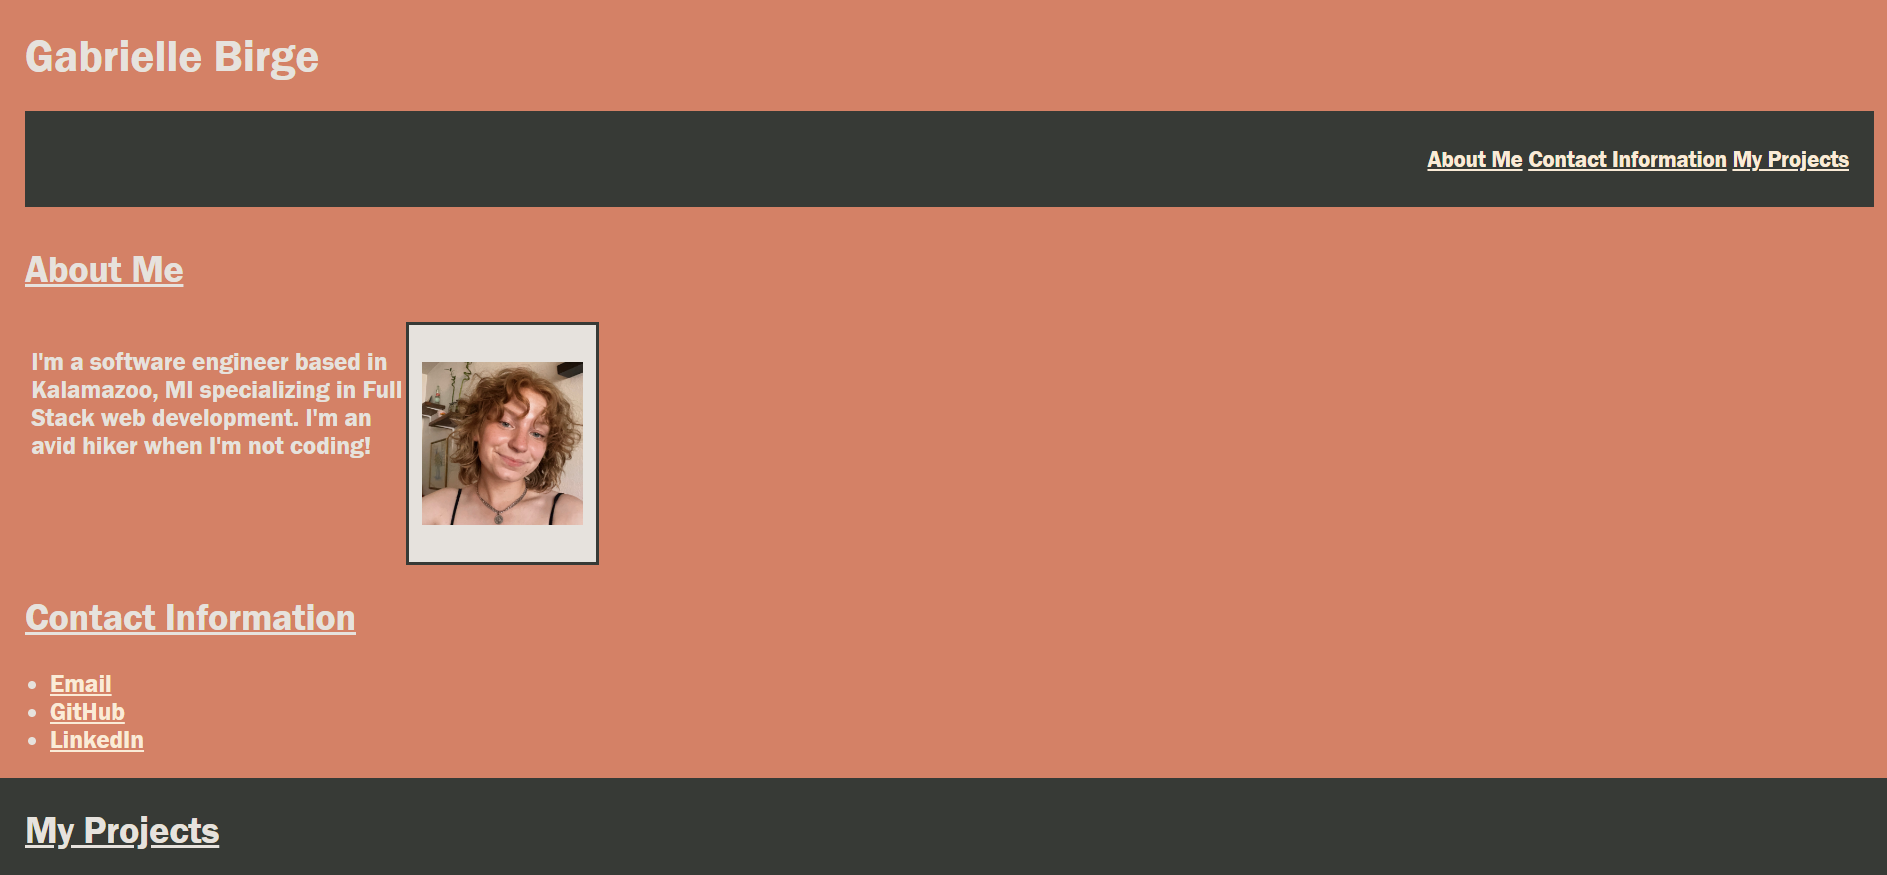 Gabrielle Birge
About Me Contact Information My Projects
About Me
I'm a software engineer based in
Kalamazoo, MI specializing in Full
Stack web development. I'm an
avid hiker when I'm not coding!
Contact Information
• Email
• GitHub
• LinkedIn
My Projects